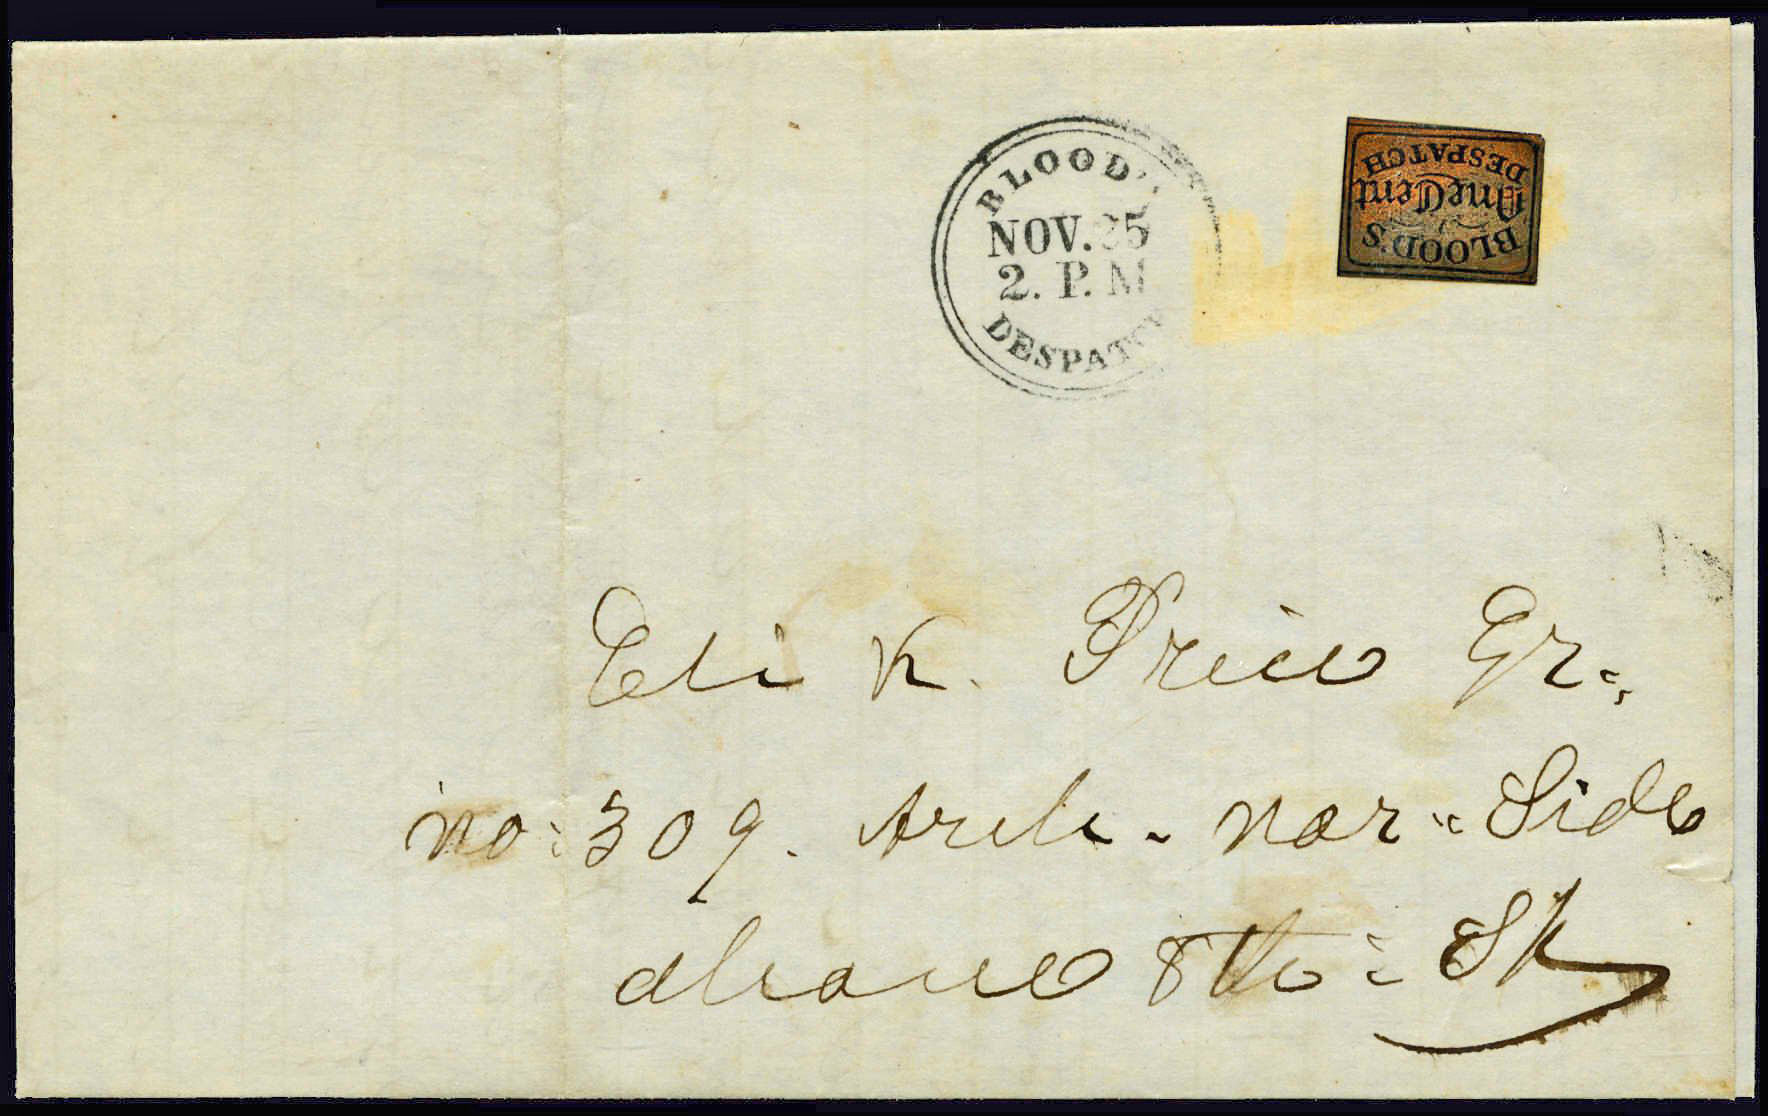 BLOOD'S
NOV. 25
2. P. M
DESPATCH
BLOOD'S
One Cent
DESPATCH
Eli K. Price Jr.
No: 309. Arch. Nor. Side
above 8th St